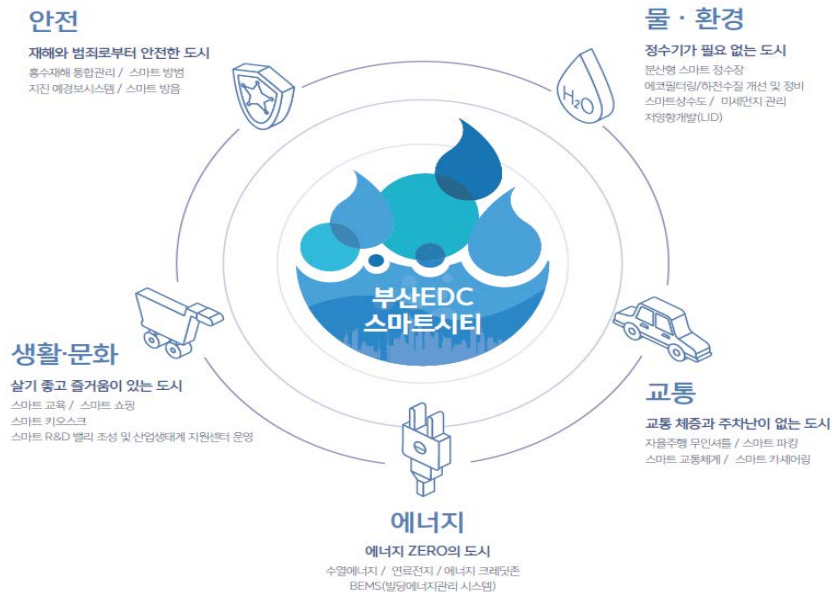 안전
재해와 범죄로부터 안전한 도시
홍수재해 통합관리 / 스마트 방범
지진 예경보시스템 / 스마트 방음
물 · 환경
정수기가 필요 없는 도시
분산형 스마트 정수장
에코필터링/하천수질 개선 및 정비
스마트상수도 / 미세먼지 관리
저영향개발(LID)
H₂O
부산EDC
스마트시티
생활·문화
살기 좋고 즐거움이 있는 도시
스마트 교육 / 스마트 쇼핑
스마트 키오스크
스마트 R&D 밸리 조성 및 산업생태계 지원센터 운영
교통
교통 체증과 주차난이 없는 도시
자율주행 무인셔틀 / 스마트 파킹
스마트 교통체계 / 스마트 카셰어링
에너지
에너지 ZERO의 도시
수열에너지 / 연료전지 / 에너지 크레딧존
BEMS(빌딩에너지관리 시스템)